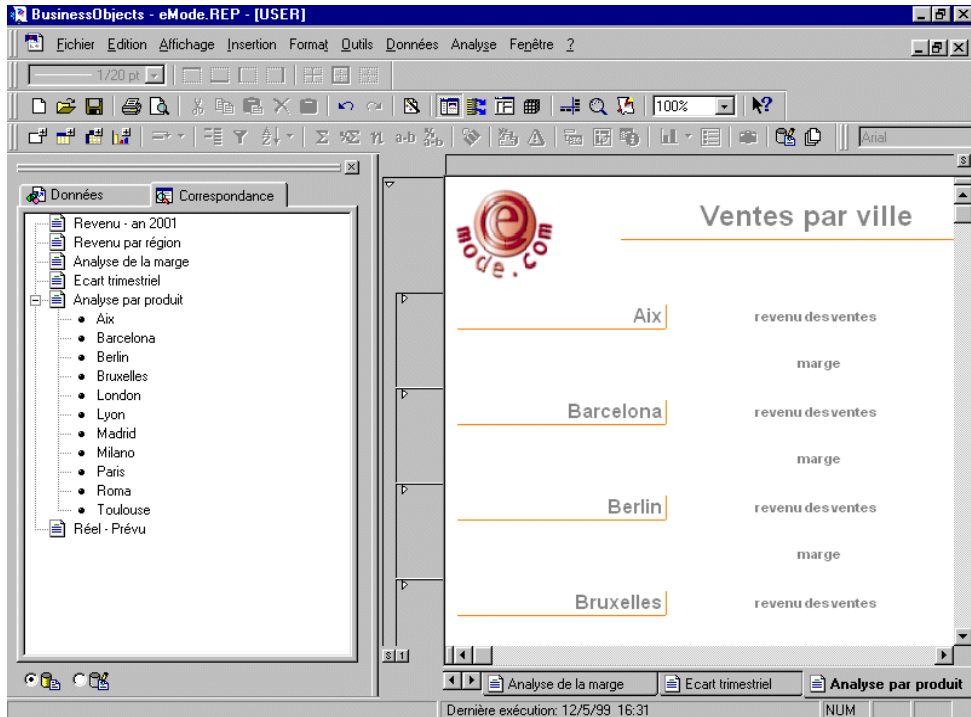 BusinessObjects - eMode.REP - [USER]
Fichier Edition Affichage Insertion Format Outils Données Analyse Fenêtre ?
1/20 pt
100%
Σ %Σ n a-b
Arial
Données Correspondance
Revenu - an 2001
Revenu par région
Analyse de la marge
Ecart trimestriel
Analyse par produit
Aix
Barcelona
Berlin
Bruxelles
London
Lyon
Madrid
Milano
Paris
Roma
Toulouse
Réel - Prévu
S
e
mode.com
Ventes par ville
Aix revenu des ventes
marge
Barcelona revenu des ventes
marge
Berlin revenu des ventes
marge
Bruxelles revenu des ventes
S 1
Analyse de la marge Ecart trimestriel Analyse par produit
Dernière exécution: 12/5/99 16:31 NUM